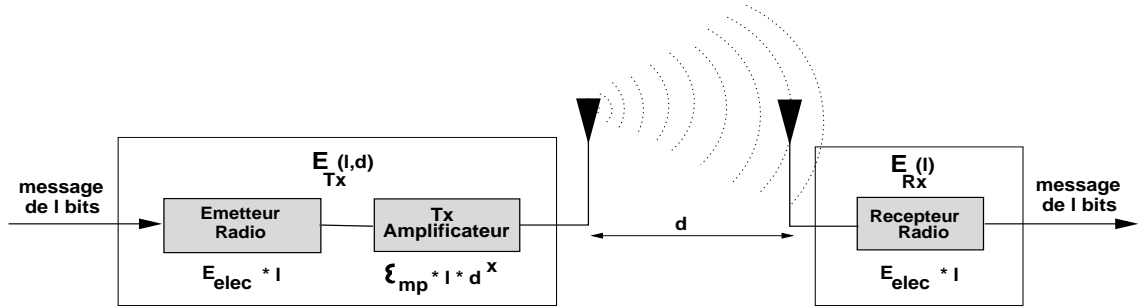 message
de l bits
E_Tx (l,d)
Emetteur
Radio
E_elec * l
Tx
Amplificateur
ε_mp * l * d^x
d
E_Rx (l)
Recepteur
Radio
E_elec * l
message
de l bits